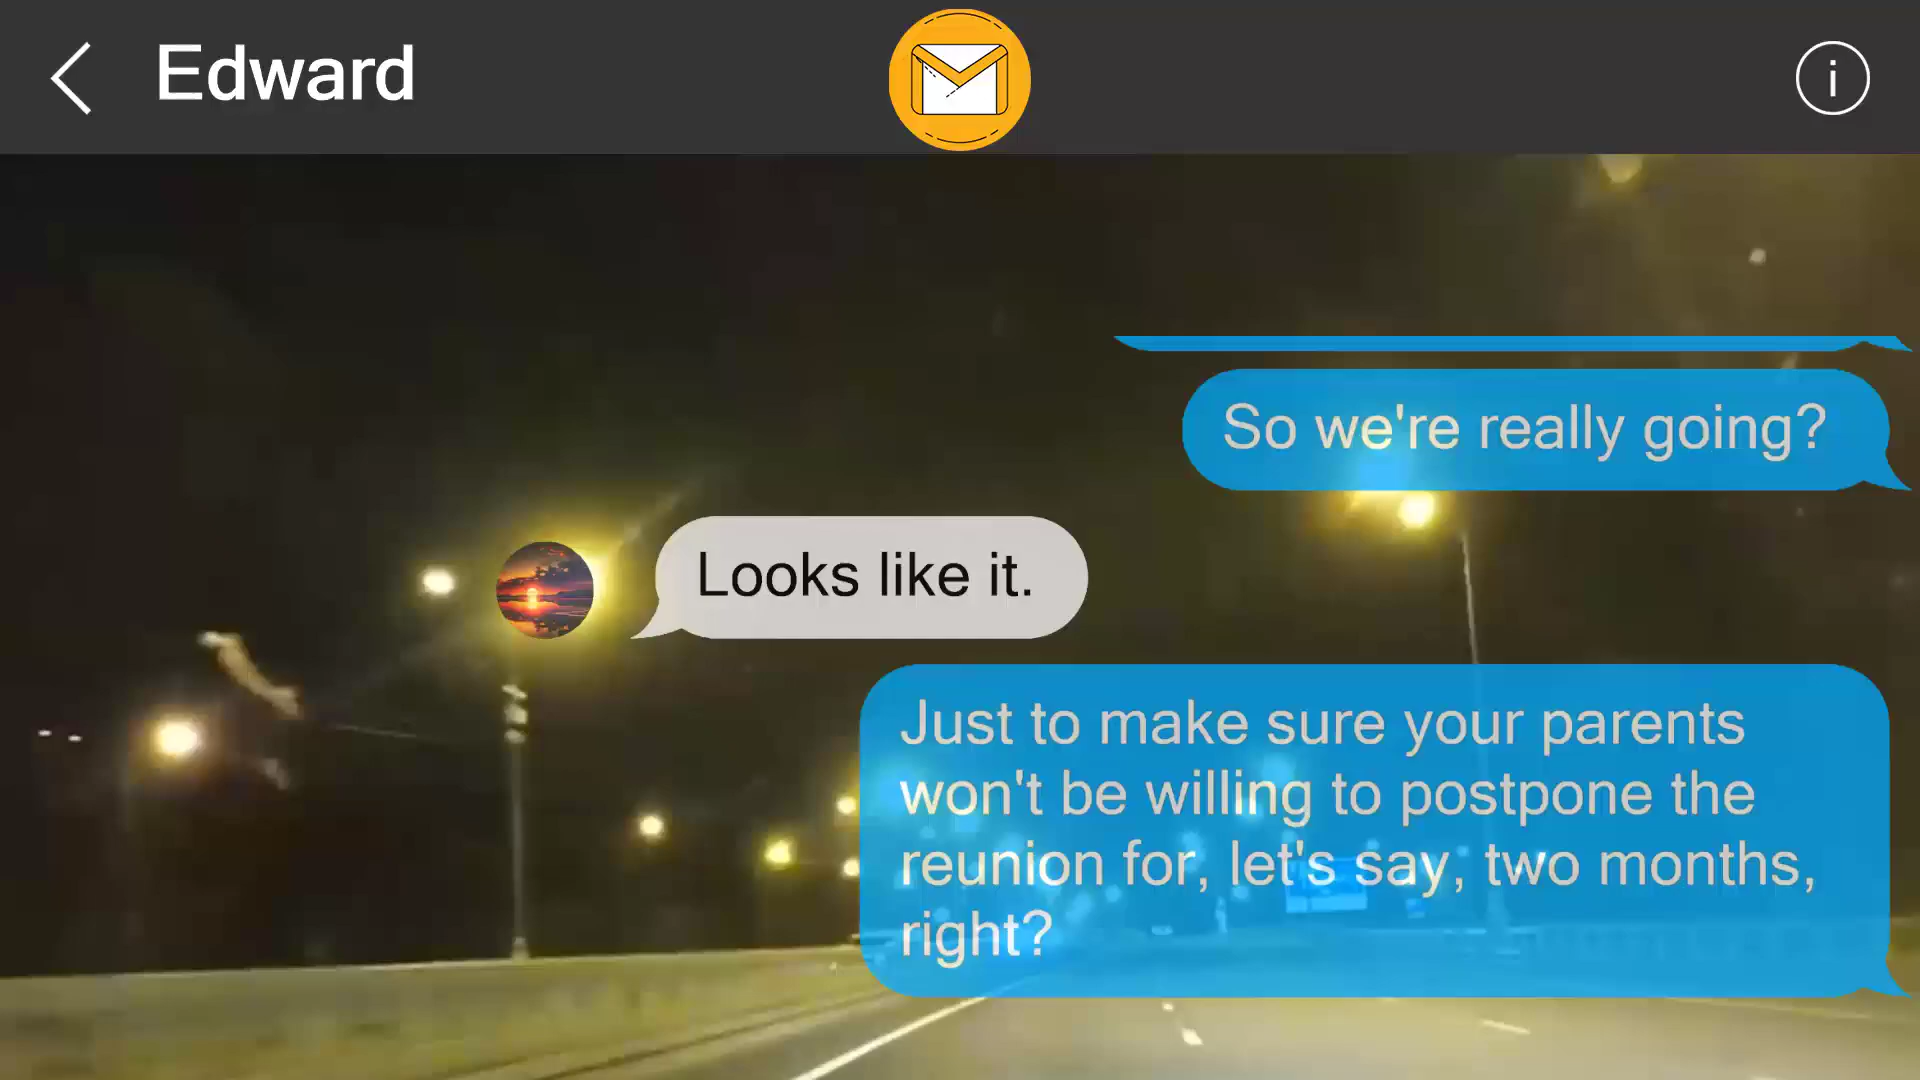 Edward
i
So we're really going?
Looks like it.
Just to make sure your parents
won't be willing to postpone the
reunion for, let's say, two months,
right?